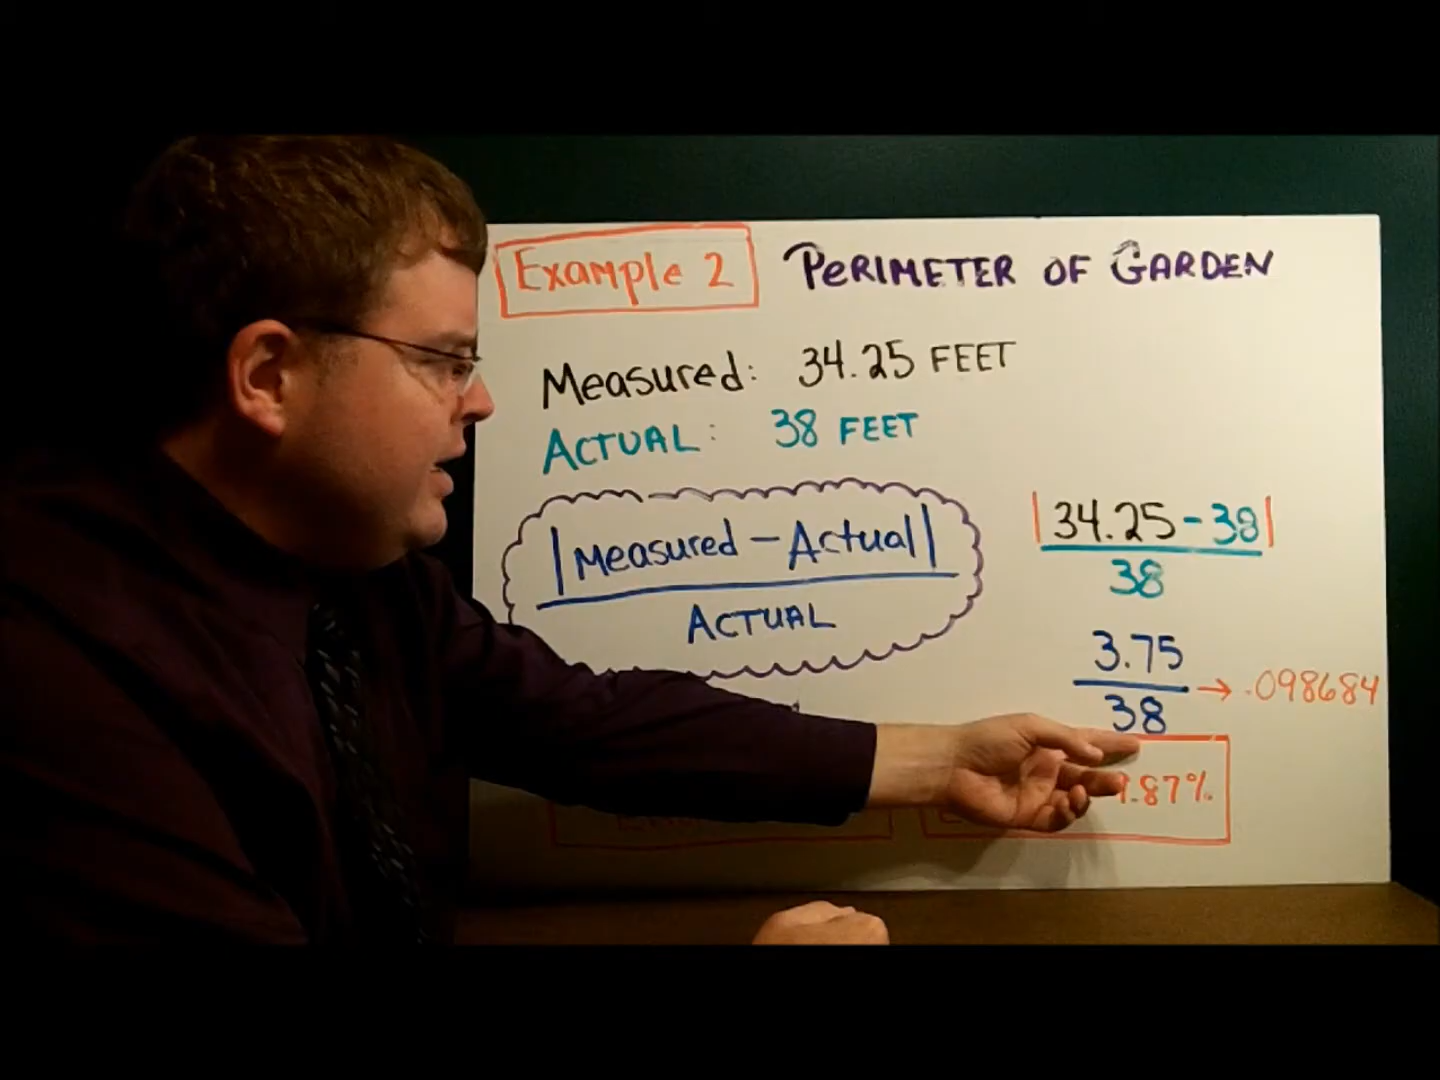 Example 2
PERIMETER OF GARDEN
Measured: 34.25 FEET
ACTUAL: 38 FEET
|Measured - Actual|
ACTUAL
|34.25 - 38|
38
3.75
38
→ .098684
9.87%